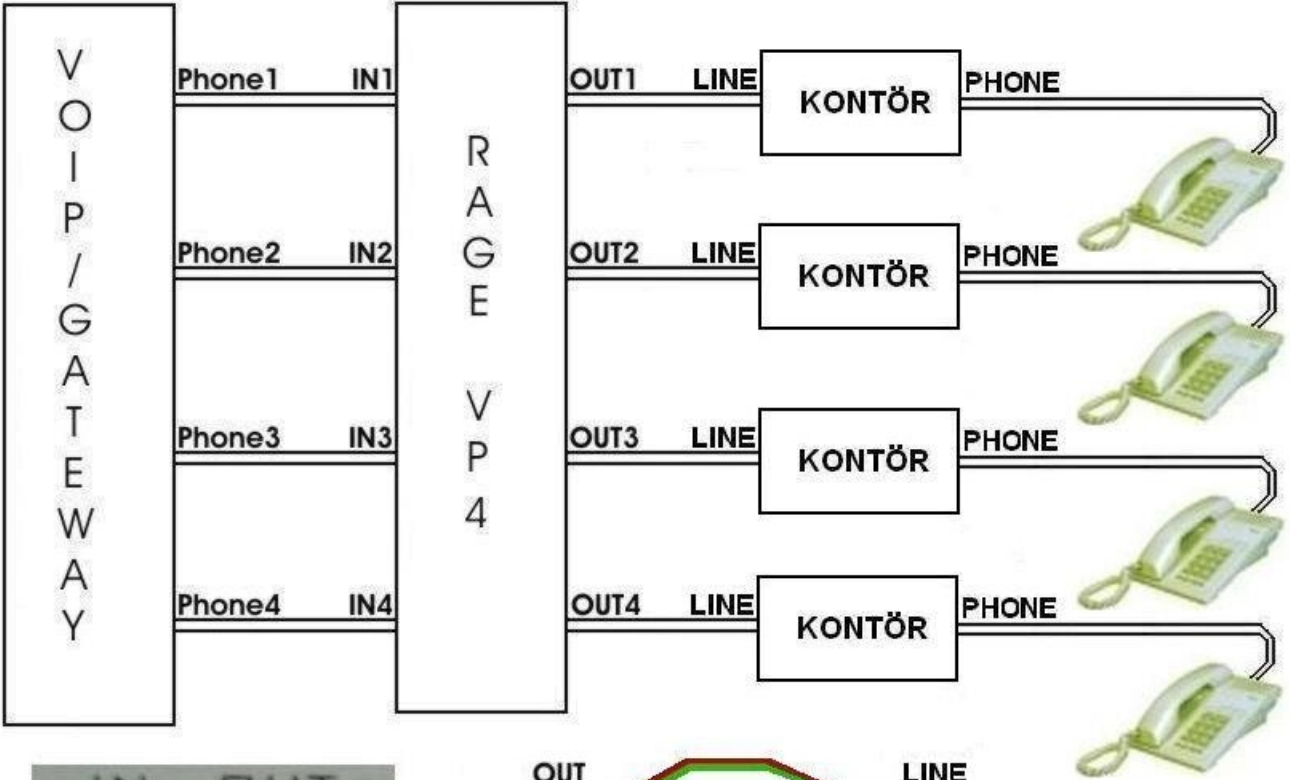 VOIP/GATEWAY
RAGE VP4
Phone1 IN1 OUT1 LINE KONTÖR PHONE
Phone2 IN2 OUT2 LINE KONTÖR PHONE
Phone3 IN3 OUT3 LINE KONTÖR PHONE
Phone4 IN4 OUT4 LINE KONTÖR PHONE
OUT LINE